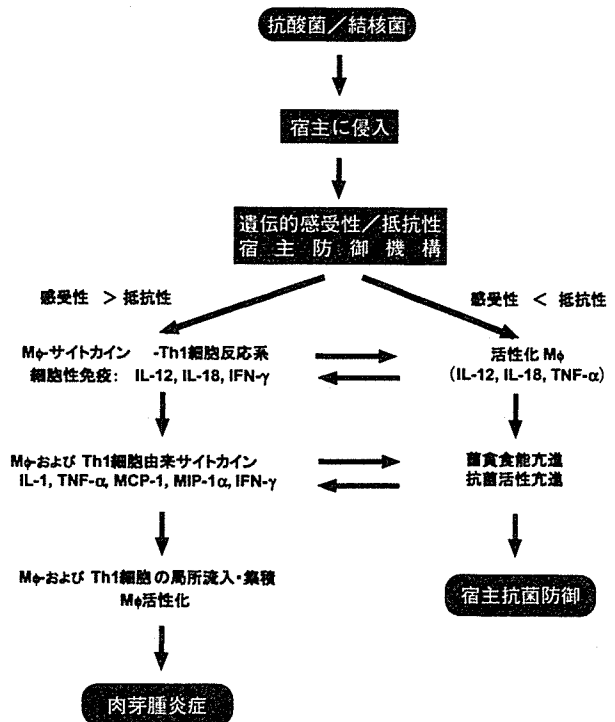 抗酸菌／結核菌
宿主に侵入
遺伝的感受性／抵抗性
宿主防御機構
感受性 ＞ 抵抗性
感受性 ＜ 抵抗性
Mφ-サイトカイン -Th1細胞反応系
細胞性免疫： IL-12, IL-18, IFN-γ
活性化 Mφ
(IL-12, IL-18, TNF-α)
Mφおよび Th1細胞由来サイトカイン
IL-1, TNF-α, MCP-1, MIP-1α, IFN-γ
菌貪食能亢進
抗菌活性亢進
Mφおよび Th1細胞の局所流入・集積
Mφ活性化
宿主抗菌防御
肉芽腫炎症